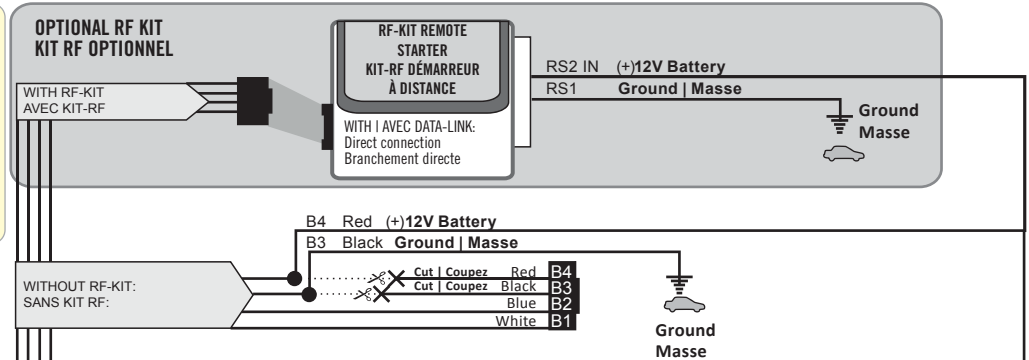 OPTIONAL RF KIT
KIT RF OPTIONNEL
RF-KIT REMOTE
STARTER
KIT-RF DÉMARREUR
À DISTANCE
WITH RF-KIT
AVEC KIT-RF
WITH | AVEC DATA-LINK:
Direct connection
Branchement directe
RS2 IN (+)12V Battery
RS1 Ground | Masse
Ground
Masse
B4 Red (+)12V Battery
B3 Black Ground | Masse
WITHOUT RF-KIT:
SANS KIT RF:
Cut | Coupez Red B4
Cut | Coupez Black B3
Blue B2
White B1
Ground
Masse